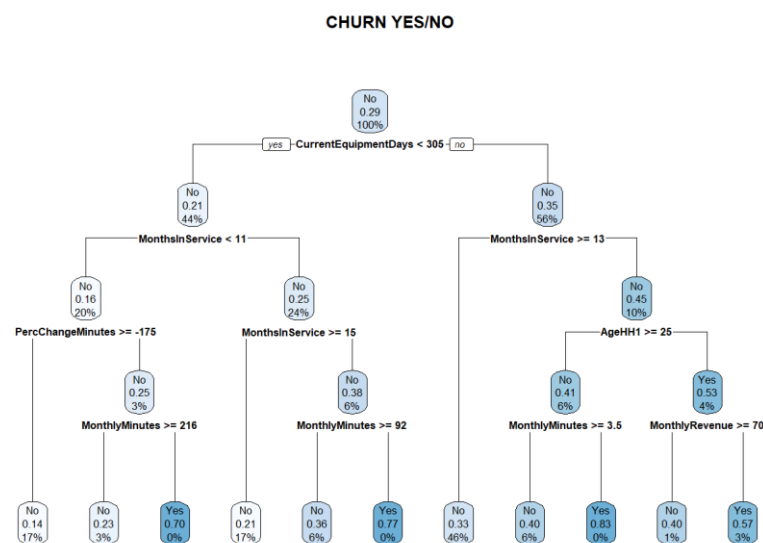 CHURN YES/NO
No
0.29
100%
yes CurrentEquipmentDays < 305 no
No
0.21
44%
No
0.35
56%
MonthsInService < 11
MonthsInService >= 13
No
0.16
20%
No
0.25
24%
No
0.45
10%
PercChangeMinutes >= -175
MonthsInService >= 15
AgeHH1 >= 25
No
0.25
3%
No
0.38
6%
No
0.41
6%
Yes
0.53
4%
MonthlyMinutes >= 216
MonthlyMinutes >= 92
MonthlyMinutes >= 3.5
MonthlyRevenue >= 70
No
0.14
17%
No
0.23
3%
Yes
0.70
0%
No
0.21
17%
No
0.36
6%
Yes
0.77
0%
No
0.33
46%
No
0.40
6%
Yes
0.83
0%
No
0.40
1%
Yes
0.57
3%